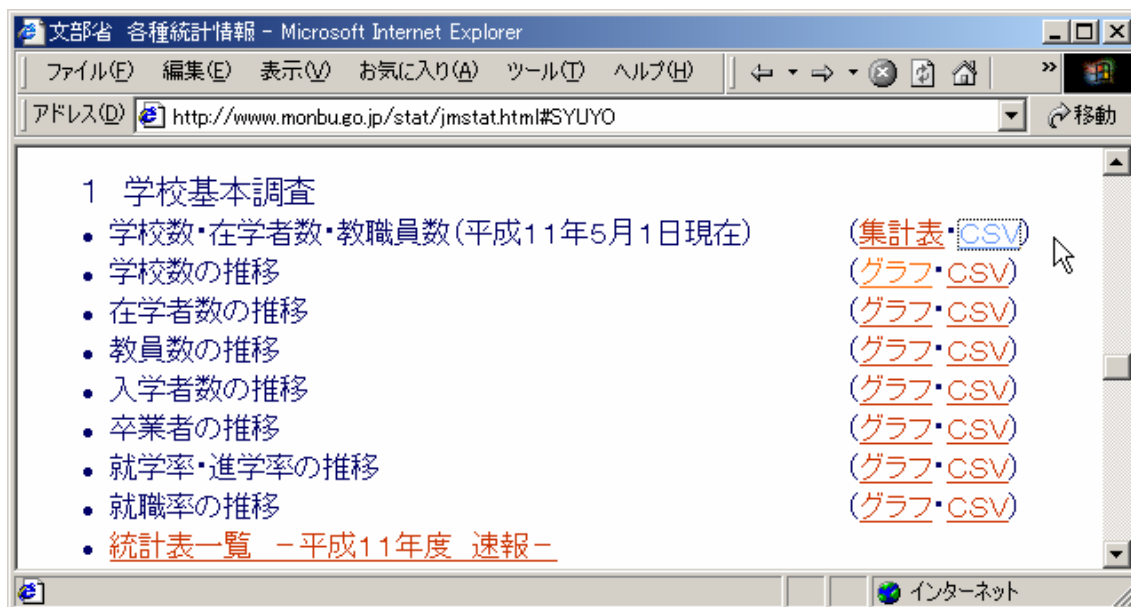 文部省 各種統計情報 - Microsoft Internet Explorer
ファイル(F) 編集(E) 表示(V) お気に入り(A) ツール(T) ヘルプ(H) »
アドレス(D) http://www.monbu.go.jp/stat/jmstat.html#SYUYO 移動
1 学校基本調査
• 学校数・在学者数・教職員数(平成11年5月1日現在) (集計表・CSV)
• 学校数の推移 (グラフ・CSV)
• 在学者数の推移 (グラフ・CSV)
• 教員数の推移 (グラフ・CSV)
• 入学者数の推移 (グラフ・CSV)
• 卒業者の推移 (グラフ・CSV)
• 就学率・進学率の推移 (グラフ・CSV)
• 就職率の推移 (グラフ・CSV)
• 統計表一覧 -平成11年度 速報-
インターネット